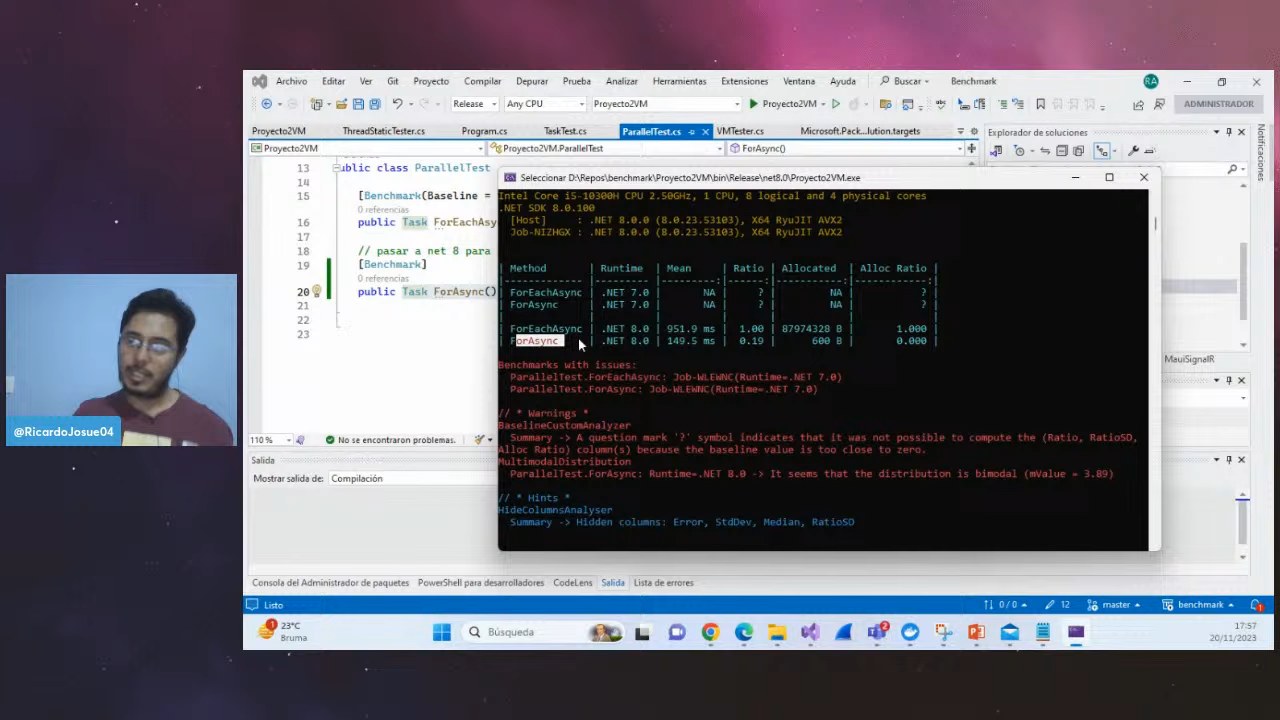 Archivo Editar Ver Git Proyecto Compilar Depurar Prueba Analizar Herramientas Extensiones Ventana Ayuda Buscar Benchmark RA
Release Any CPU Proyecto2VM Proyecto2VM ADMINISTRADOR
Proyecto2VM ThreadStaticTester.cs Program.cs TaskTest.cs ParallelTest.cs VMTester.cs Microsoft.Pack...lution.targets Explorador de soluciones
Proyecto2VM Proyecto2VM.ParallelTest ForAsync()
Notificaciones
13 ublic class ParallelTest
14
15 [Benchmark(Baseline =
0 referencias
16 public Task ForEachAsy
17
18 // pasar a net 8 para
19 [Benchmark]
0 referencias
20 public Task ForAsync()
21
22
23
Seleccionar D:\Repos\benchmark\Proyecto2VM\bin\Release\net8.0\Proyecto2VM.exe
Intel Core i5-10300H CPU 2.50GHz, 1 CPU, 8 logical and 4 physical cores
.NET SDK 8.0.100
[Host] : .NET 8.0.0 (8.0.23.53103), X64 RyuJIT AVX2
Job-NIZHGX : .NET 8.0.0 (8.0.23.53103), X64 RyuJIT AVX2
| Method | Runtime | Mean | Ratio | Allocated | Alloc Ratio |
|------------- |--------- |---------:|------:|-----------:|------------:|
| ForEachAsync | .NET 7.0 | NA | ? | NA | ? |
| ForAsync | .NET 7.0 | NA | ? | NA | ? |
| | | | | | |
| ForEachAsync | .NET 8.0 | 951.9 ms | 1.00 | 87974328 B | 1.000 |
| ForAsync | .NET 8.0 | 149.5 ms | 0.19 | 600 B | 0.000 |
Benchmarks with issues:
ParallelTest.ForEachAsync: Job-WLEWNC(Runtime=.NET 7.0)
ParallelTest.ForAsync: Job-WLEWNC(Runtime=.NET 7.0)
// * Warnings *
BaselineCustomAnalyzer
Summary -> A question mark '?' symbol indicates that it was not possible to compute the (Ratio, RatioSD,
Alloc Ratio) column(s) because the baseline value is too close to zero.
MultimodalDistribution
ParallelTest.ForAsync: Runtime=.NET 8.0 -> It seems that the distribution is bimodal (mValue = 3.89)
// * Hints *
HideColumnsAnalyser
Summary -> Hidden columns: Error, StdDev, Median, RatioSD
MauiSignalR
@RicardoJosue04
110 % No se encontraron problemas.
Salida
Mostrar salida de: Compilación
Consola del Administrador de paquetes PowerShell para desarrolladores CodeLens Salida Lista de errores
Listo 0 / 0 12 master benchmark 1
1 23°C
Bruma
Búsqueda
2
17:57
20/11/2023